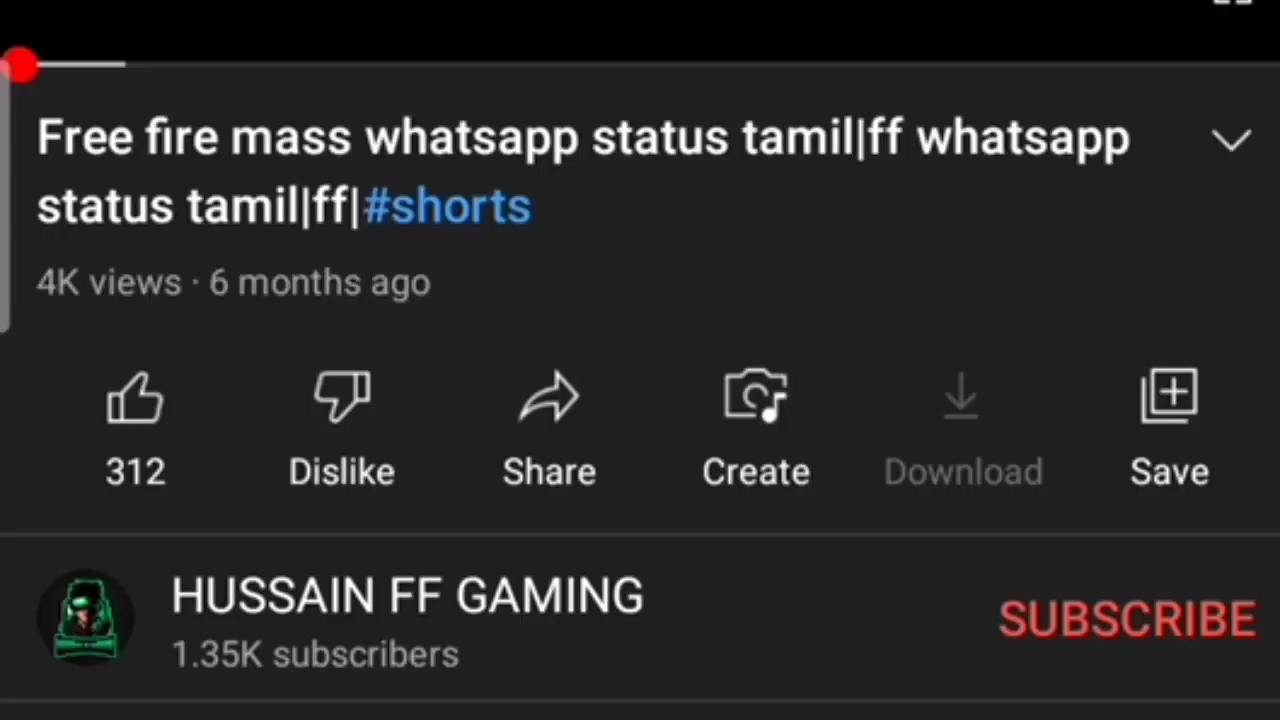 Free fire mass whatsapp status tamil|ff whatsapp
status tamil|ff|#shorts
4K views · 6 months ago
312 Dislike Share Create Download Save
HUSSAIN FF GAMING
1.35K subscribers
SUBSCRIBE